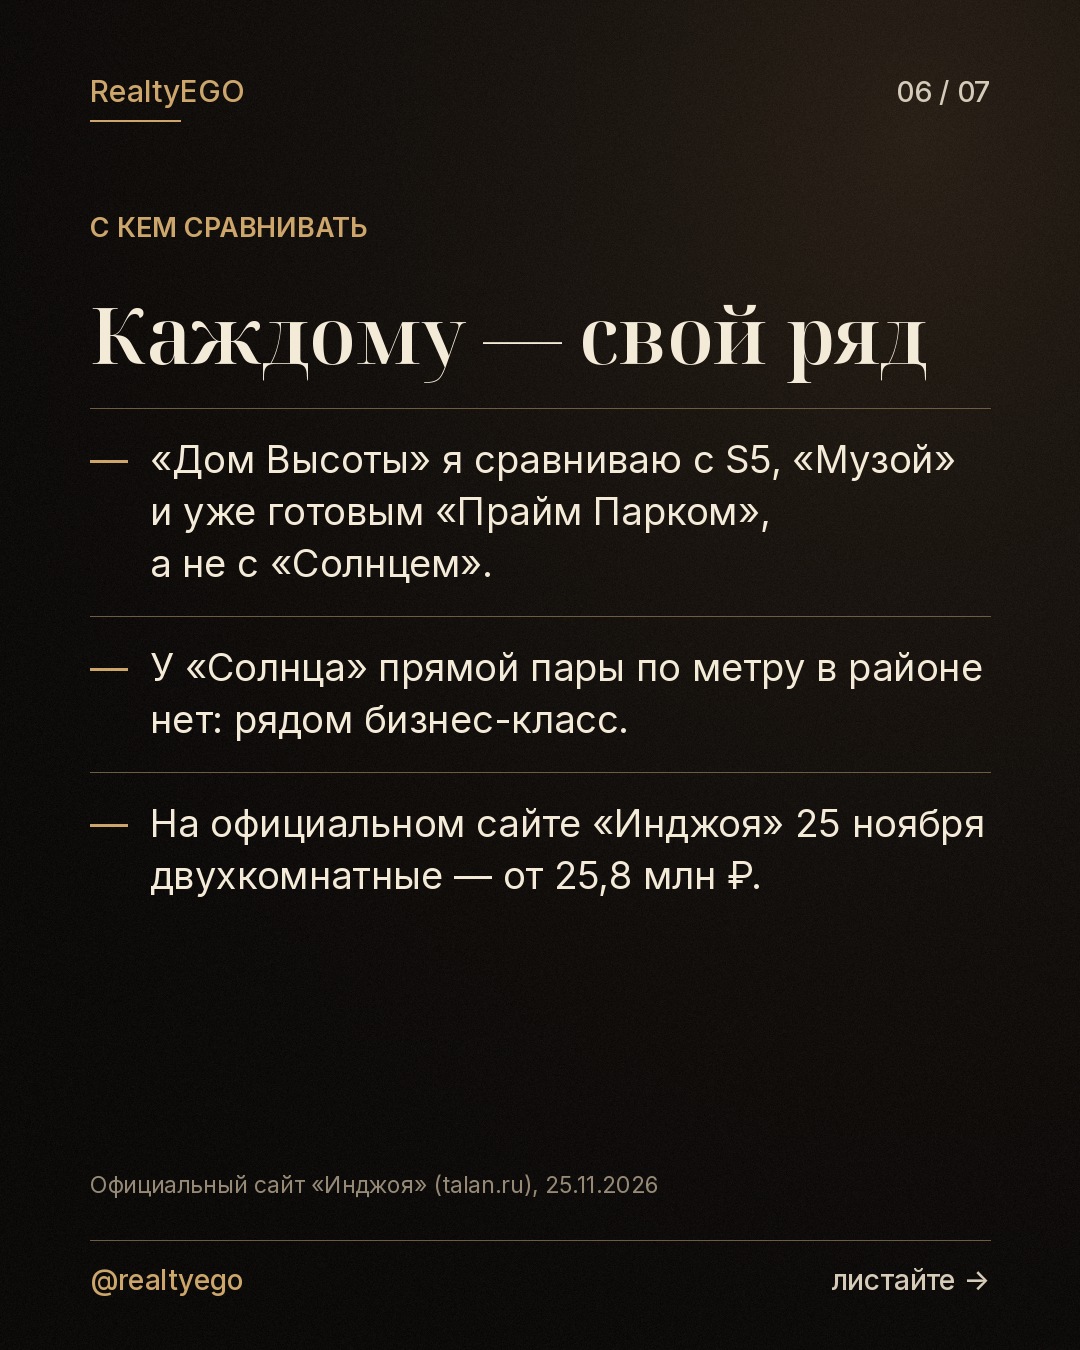 RealtyEGO
06 / 07
С КЕМ СРАВНИВАТЬ
Каждому — свой ряд
— «Дом Высоты» я сравниваю с S5, «Музой»
и уже готовым «Прайм Парком»,
а не с «Солнцем».
— У «Солнца» прямой пары по метру в районе
нет: рядом бизнес-класс.
— На официальном сайте «Инджоя» 25 ноября
двухкомнатные — от 25,8 млн ₽.
Официальный сайт «Инджоя» (talan.ru), 25.11.2026
@realtyego
листайте →